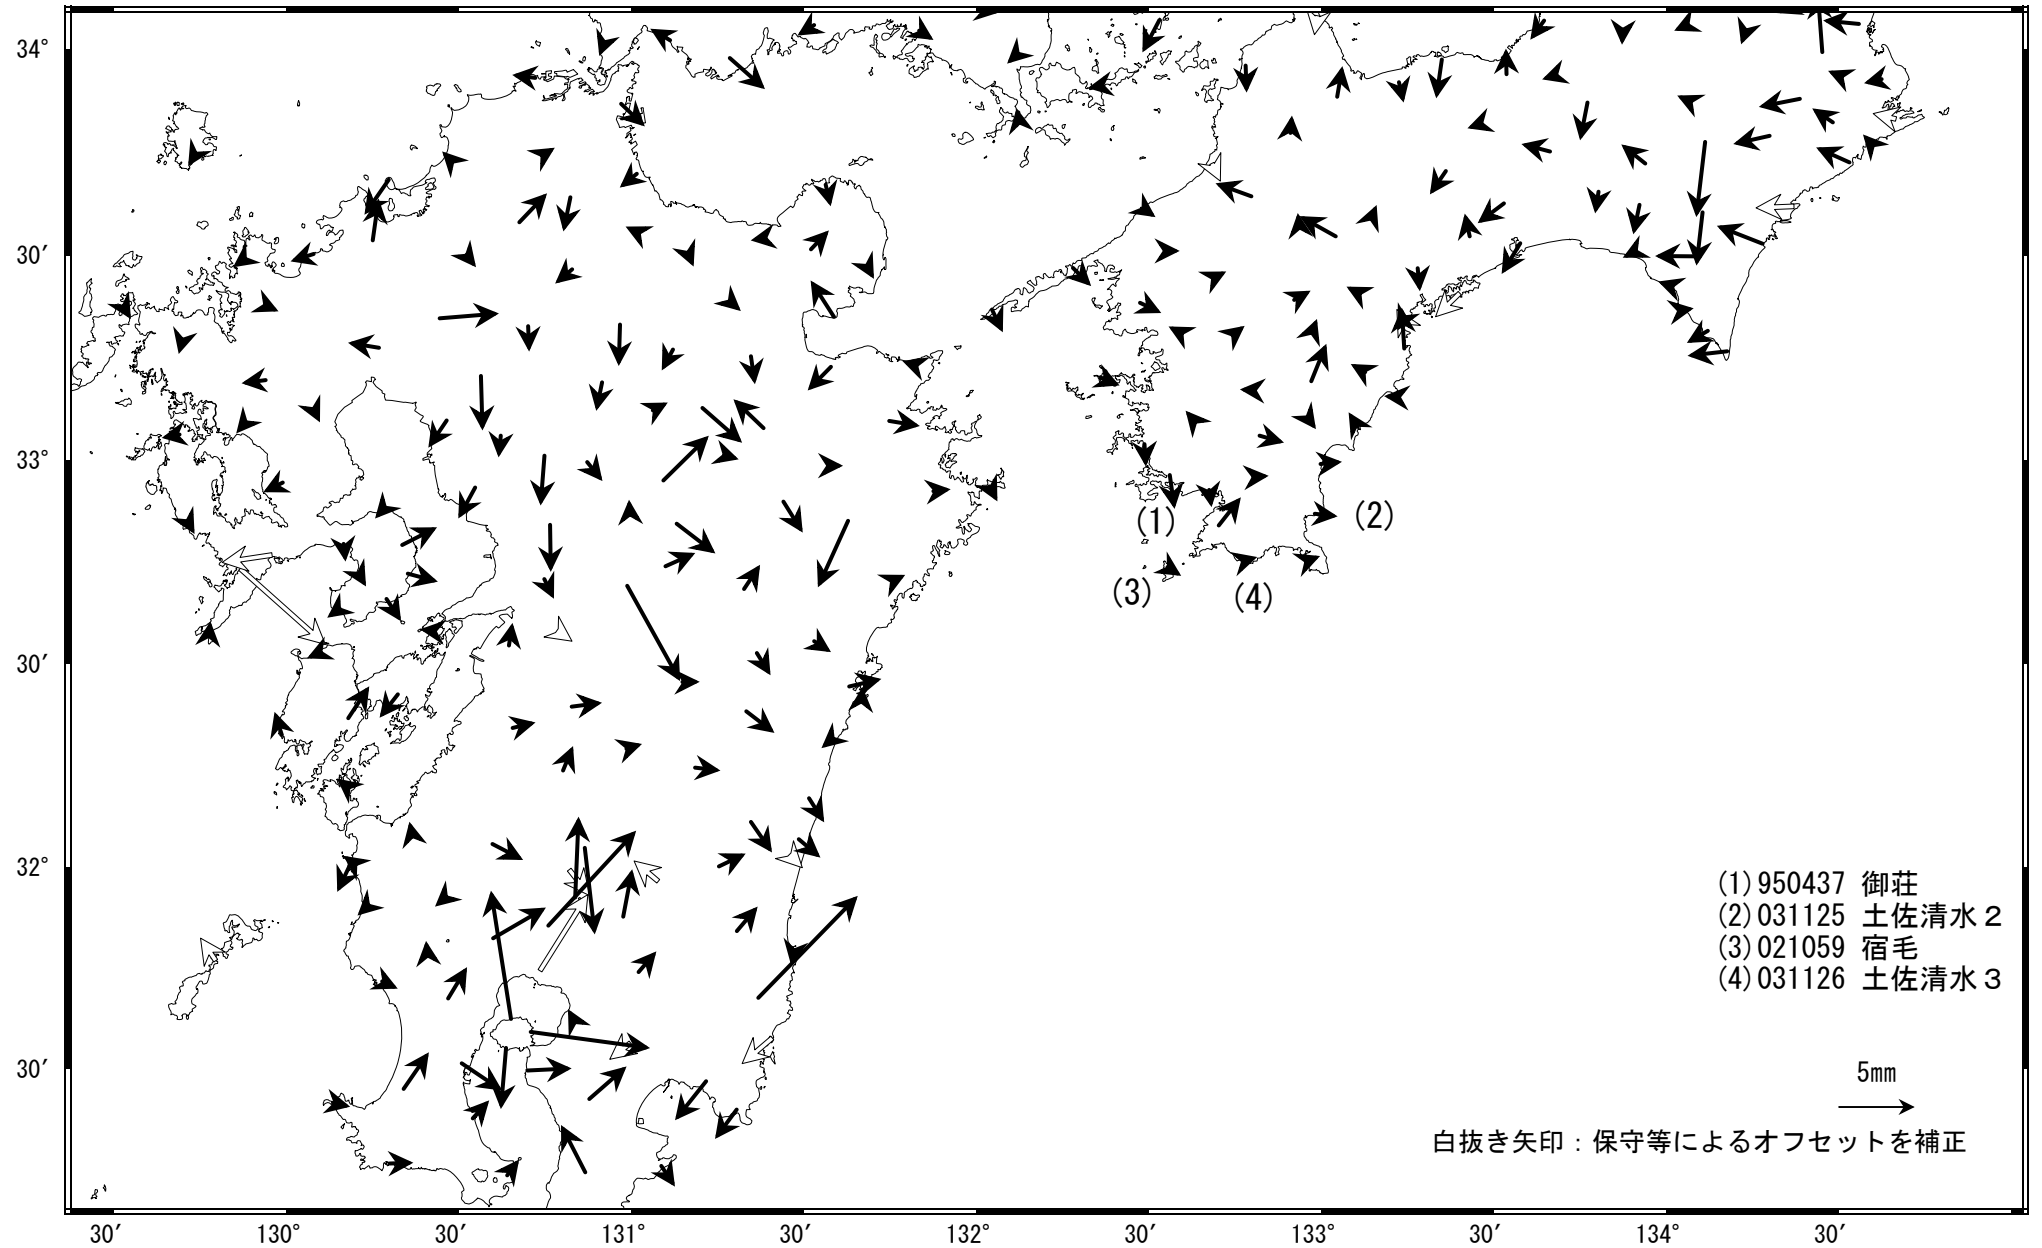 34°
30′
33°
30′
32°
30′
(1)
(2)
(3)
(4)
(1)950437 御荘
(2)031125 土佐清水２
(3)021059 宿毛
(4)031126 土佐清水３
5mm
白抜き矢印：保守等によるオフセットを補正
30′ 130° 30′ 131° 30′ 132° 30′ 133° 30′ 134° 30′